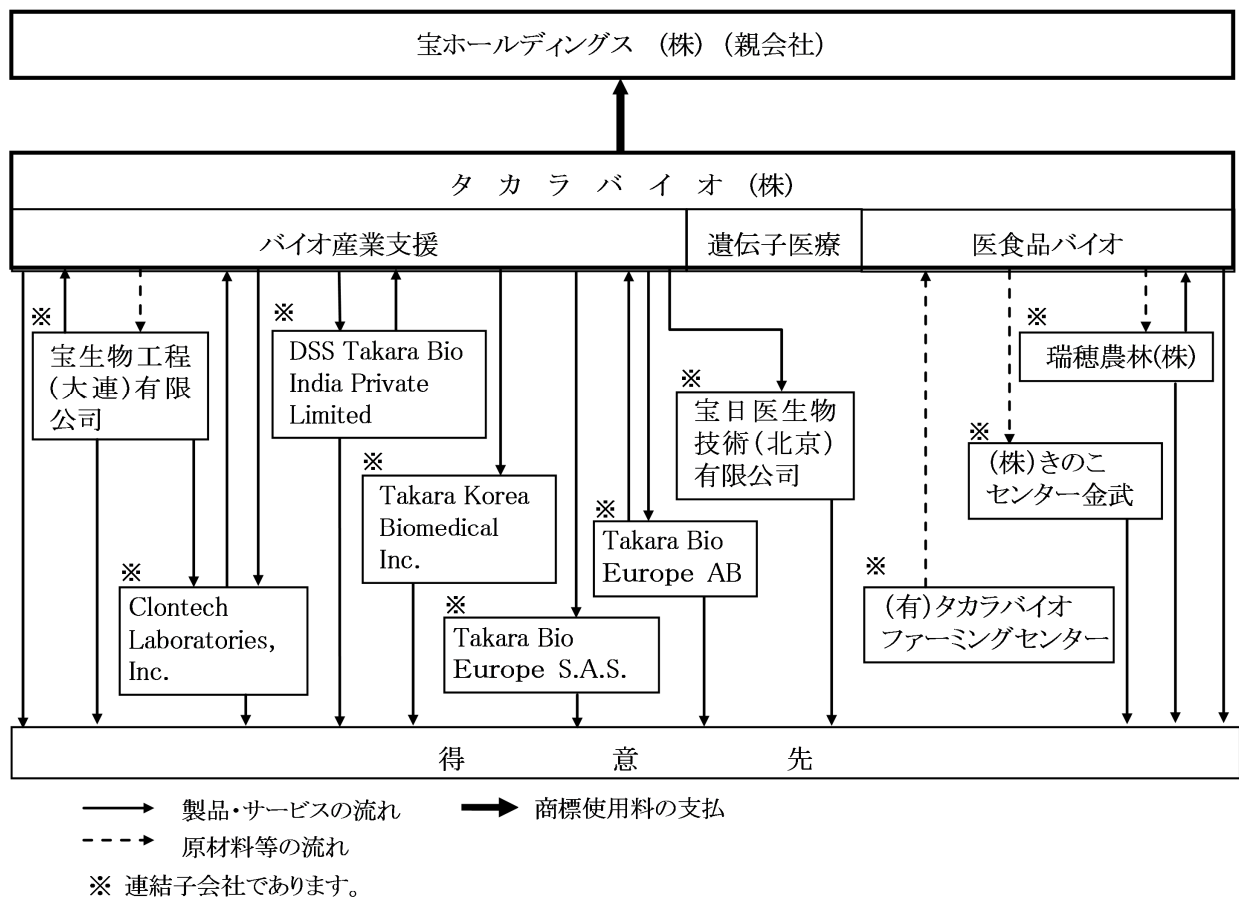 宝ホールディングス (株) (親会社)
タ カ ラ バ イ オ (株)
バイオ産業支援
遺伝子医療
医食品バイオ
※
宝生物工程
(大連)有限
公司
※
DSS Takara Bio
India Private
Limited
※
瑞穂農林(株)
※
宝日医生物
技術(北京)
有限公司
※
(株)きのこ
センター金武
※
Takara Korea
Biomedical
Inc.
※
Takara Bio
Europe AB
※
Clontech
Laboratories,
Inc.
※
Takara Bio
Europe S.A.S.
※
(有)タカラバイオ
ファーミングセンター
得 意 先
製品・サービスの流れ
商標使用料の支払
原材料等の流れ
※ 連結子会社であります。